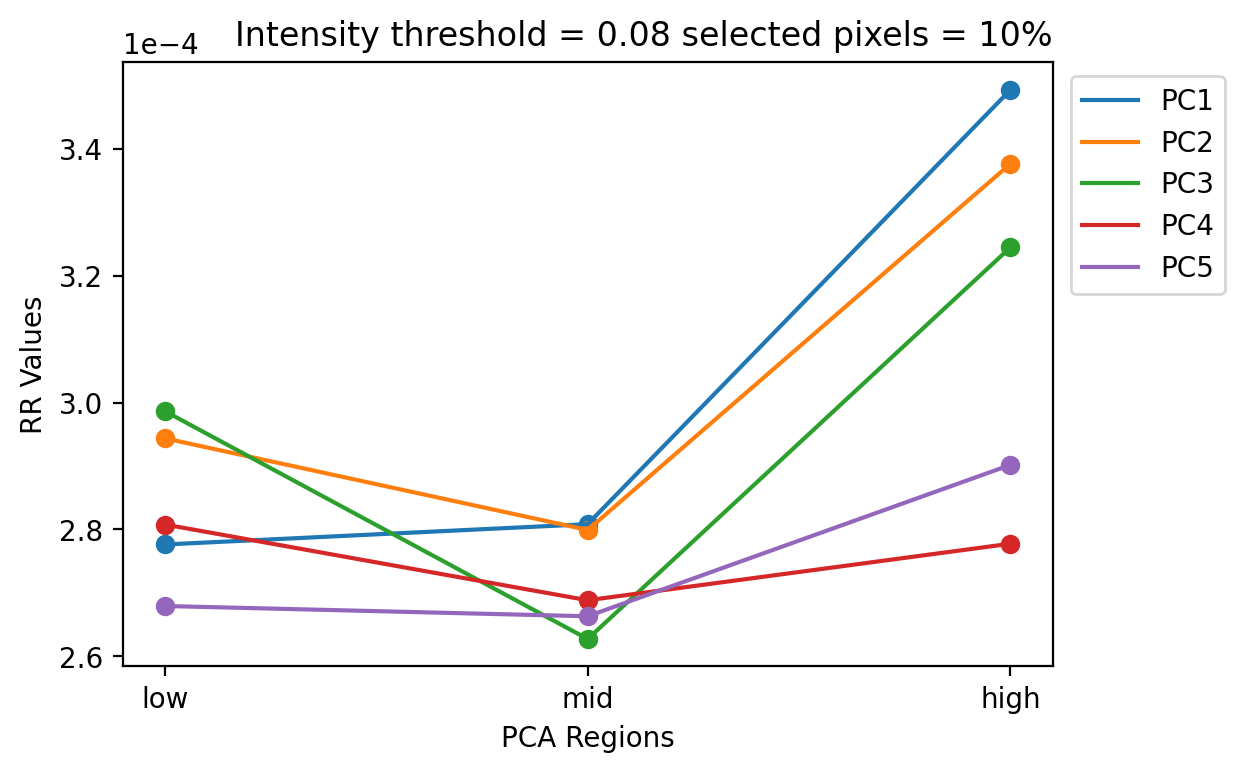 Intensity threshold = 0.08 selected pixels = 10%
1e−4
3.4
3.2
3.0
2.8
2.6
RR Values
low mid high
PCA Regions
PC1
PC2
PC3
PC4
PC5